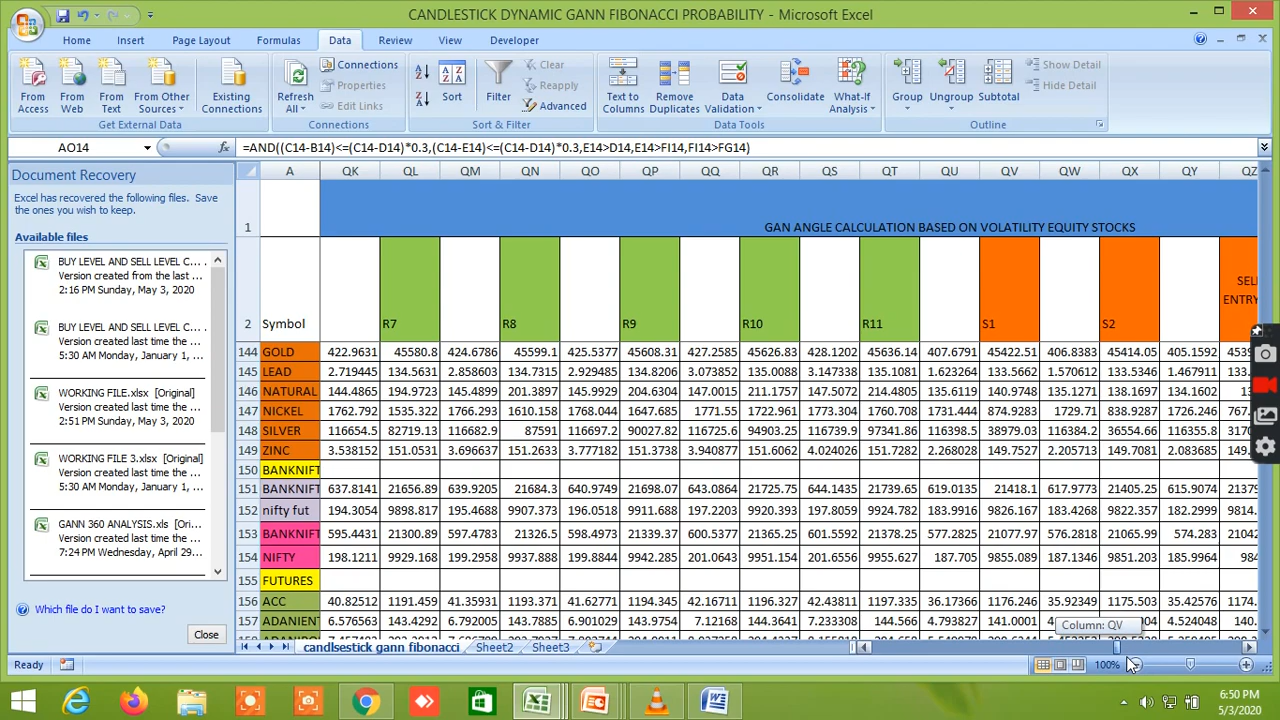 CANDLESTICK DYNAMIC GANN FIBONACCI PROBABILITY - Microsoft Excel
Home Insert Page Layout Formulas Data Review View Developer
From Access From Web From Text From Other Sources Existing Connections
Refresh All Connections Properties Edit Links
Sort Filter Clear Reapply Advanced
Text to Columns Remove Duplicates Data Validation Consolidate What-If Analysis
Group Ungroup Subtotal Show Detail Hide Detail
Get External Data Connections Sort & Filter Data Tools Outline
AO14 fx =AND((C14-B14)<=(C14-D14)*0.3,(C14-E14)<=(C14-D14)*0.3,E14>D14,E14>FI14,FI14>FG14)
Document Recovery
Excel has recovered the following files. Save
the ones you wish to keep.
Available files
BUY LEVEL AND SELL LEVEL C...
Version created from the last ...
2:16 PM Sunday, May 3, 2020
BUY LEVEL AND SELL LEVEL C...
Version created last time the ...
5:30 AM Monday, January 1, ...
WORKING FILE.xlsx [Original]
Version created last time the ...
2:51 PM Sunday, May 3, 2020
WORKING FILE 3.xlsx [Original]
Version created last time the ...
5:30 AM Monday, January 1, ...
GANN 360 ANALYSIS.xls [Ori...
Version created last time the ...
7:24 PM Wednesday, April 29...
Which file do I want to save?
Close
A QK QL QM QN QO QP QQ QR QS QT QU QV QW QX QY QZ
1 GAN ANGLE CALCULATION BASED ON VOLATILITY EQUITY STOCKS
SEL
ENTRY
2 Symbol R7 R8 R9 R10 R11 S1 S2
144 GOLD 422.9631 45580.8 424.6786 45599.1 425.5377 45608.31 427.2585 45626.83 428.1202 45636.14 407.6791 45422.51 406.8383 45414.05 405.1592
145 LEAD 2.719445 134.5631 2.858603 134.7315 2.929485 134.8206 3.073852 135.0088 3.147438 135.1081 1.623264 133.5662 1.570612 133.5346 1.467911 133.
146 NATURAL 144.4865 194.9723 145.4899 201.3897 145.9955 204.6304 147.0082 211.1757 147.5072 214.4805 135.6119 140.9748 135.1271 138.1697 134.1602
147 NICKEL 1762.792 1535.322 1766.293 1610.158 1768.044 1647.685 1771.55 1722.961 1773.304 1760.708 1731.444 874.9283 1729.71 838.9287 1726.246 767.
148 SILVER 116654.5 82719.13 116682.9 87591 116697.2 90027.82 116725.6 94903.25 116739.9 97341.86 116398.5 38979.03 116384.2 36554.66 116355.8
149 ZINC 3.538152 151.0531 3.696637 151.2633 3.777182 151.3738 3.940877 151.6062 4.024026 151.7282 2.268028 149.7527 2.205713 149.7081 2.083685 149.
150 BANKNIFT
151 BANKNIFT 637.8141 21656.89 639.9205 21684.3 640.9749 21698.07 643.0864 21725.75 644.1435 21739.65 619.0135 21418.1 617.9773 21405.25 615.9074 21379
152 nifty fut 194.3054 9898.817 195.4688 9907.373 196.0518 9911.688 197.2203 9920.393 197.8059 9924.782 183.9916 9826.167 183.4268 9822.357 182.2999 9814.
153 BANKNIFT 595.4431 21300.89 597.4783 21326.5 598.4973 21339.37 600.5377 21365.25 601.5592 21378.25 577.2825 21077.97 576.2818 21065.99 574.283 21042
154 NIFTY 198.1211 9929.168 199.2958 9937.888 199.8844 9942.285 201.0643 9951.154 201.6556 9955.627 187.705 9855.089 187.1346 9851.203 185.9964 984
155 FUTURES
156 ACC 40.82512 1191.459 41.35931 1193.371 41.62771 1194.345 42.16711 1196.327 42.43811 1197.335 36.17366 1176.246 35.92349 1175.503 35.42576 1174.
157 ADANIEN 6.576563 143.4292 6.792005 143.7885 6.901029 143.9754 7.12168 144.3641 7.233308 144.566 4.793827 141.0001 4.524048
Column: QV
candlsestick gann fibonacci Sheet2 Sheet3
Ready 100%
6:50 PM
5/3/2020